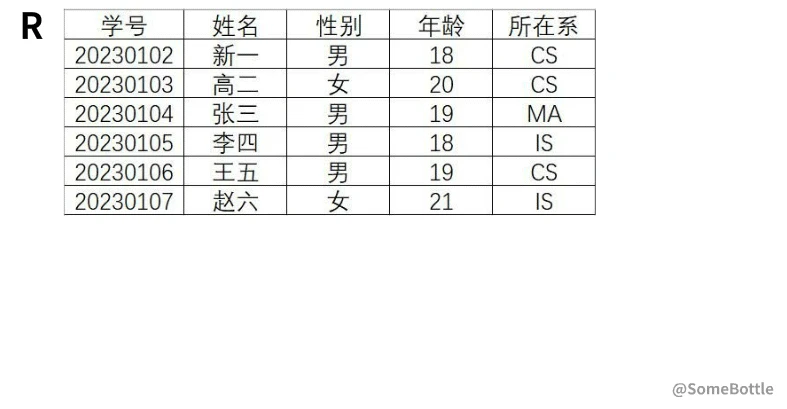 R
学号 姓名 性别 年龄 所在系
20230102 新一 男 18 CS
20230103 高二 女 20 CS
20230104 张三 男 19 MA
20230105 李四 男 18 IS
20230106 王五 男 19 CS
20230107 赵六 女 21 IS
@SomeBottle